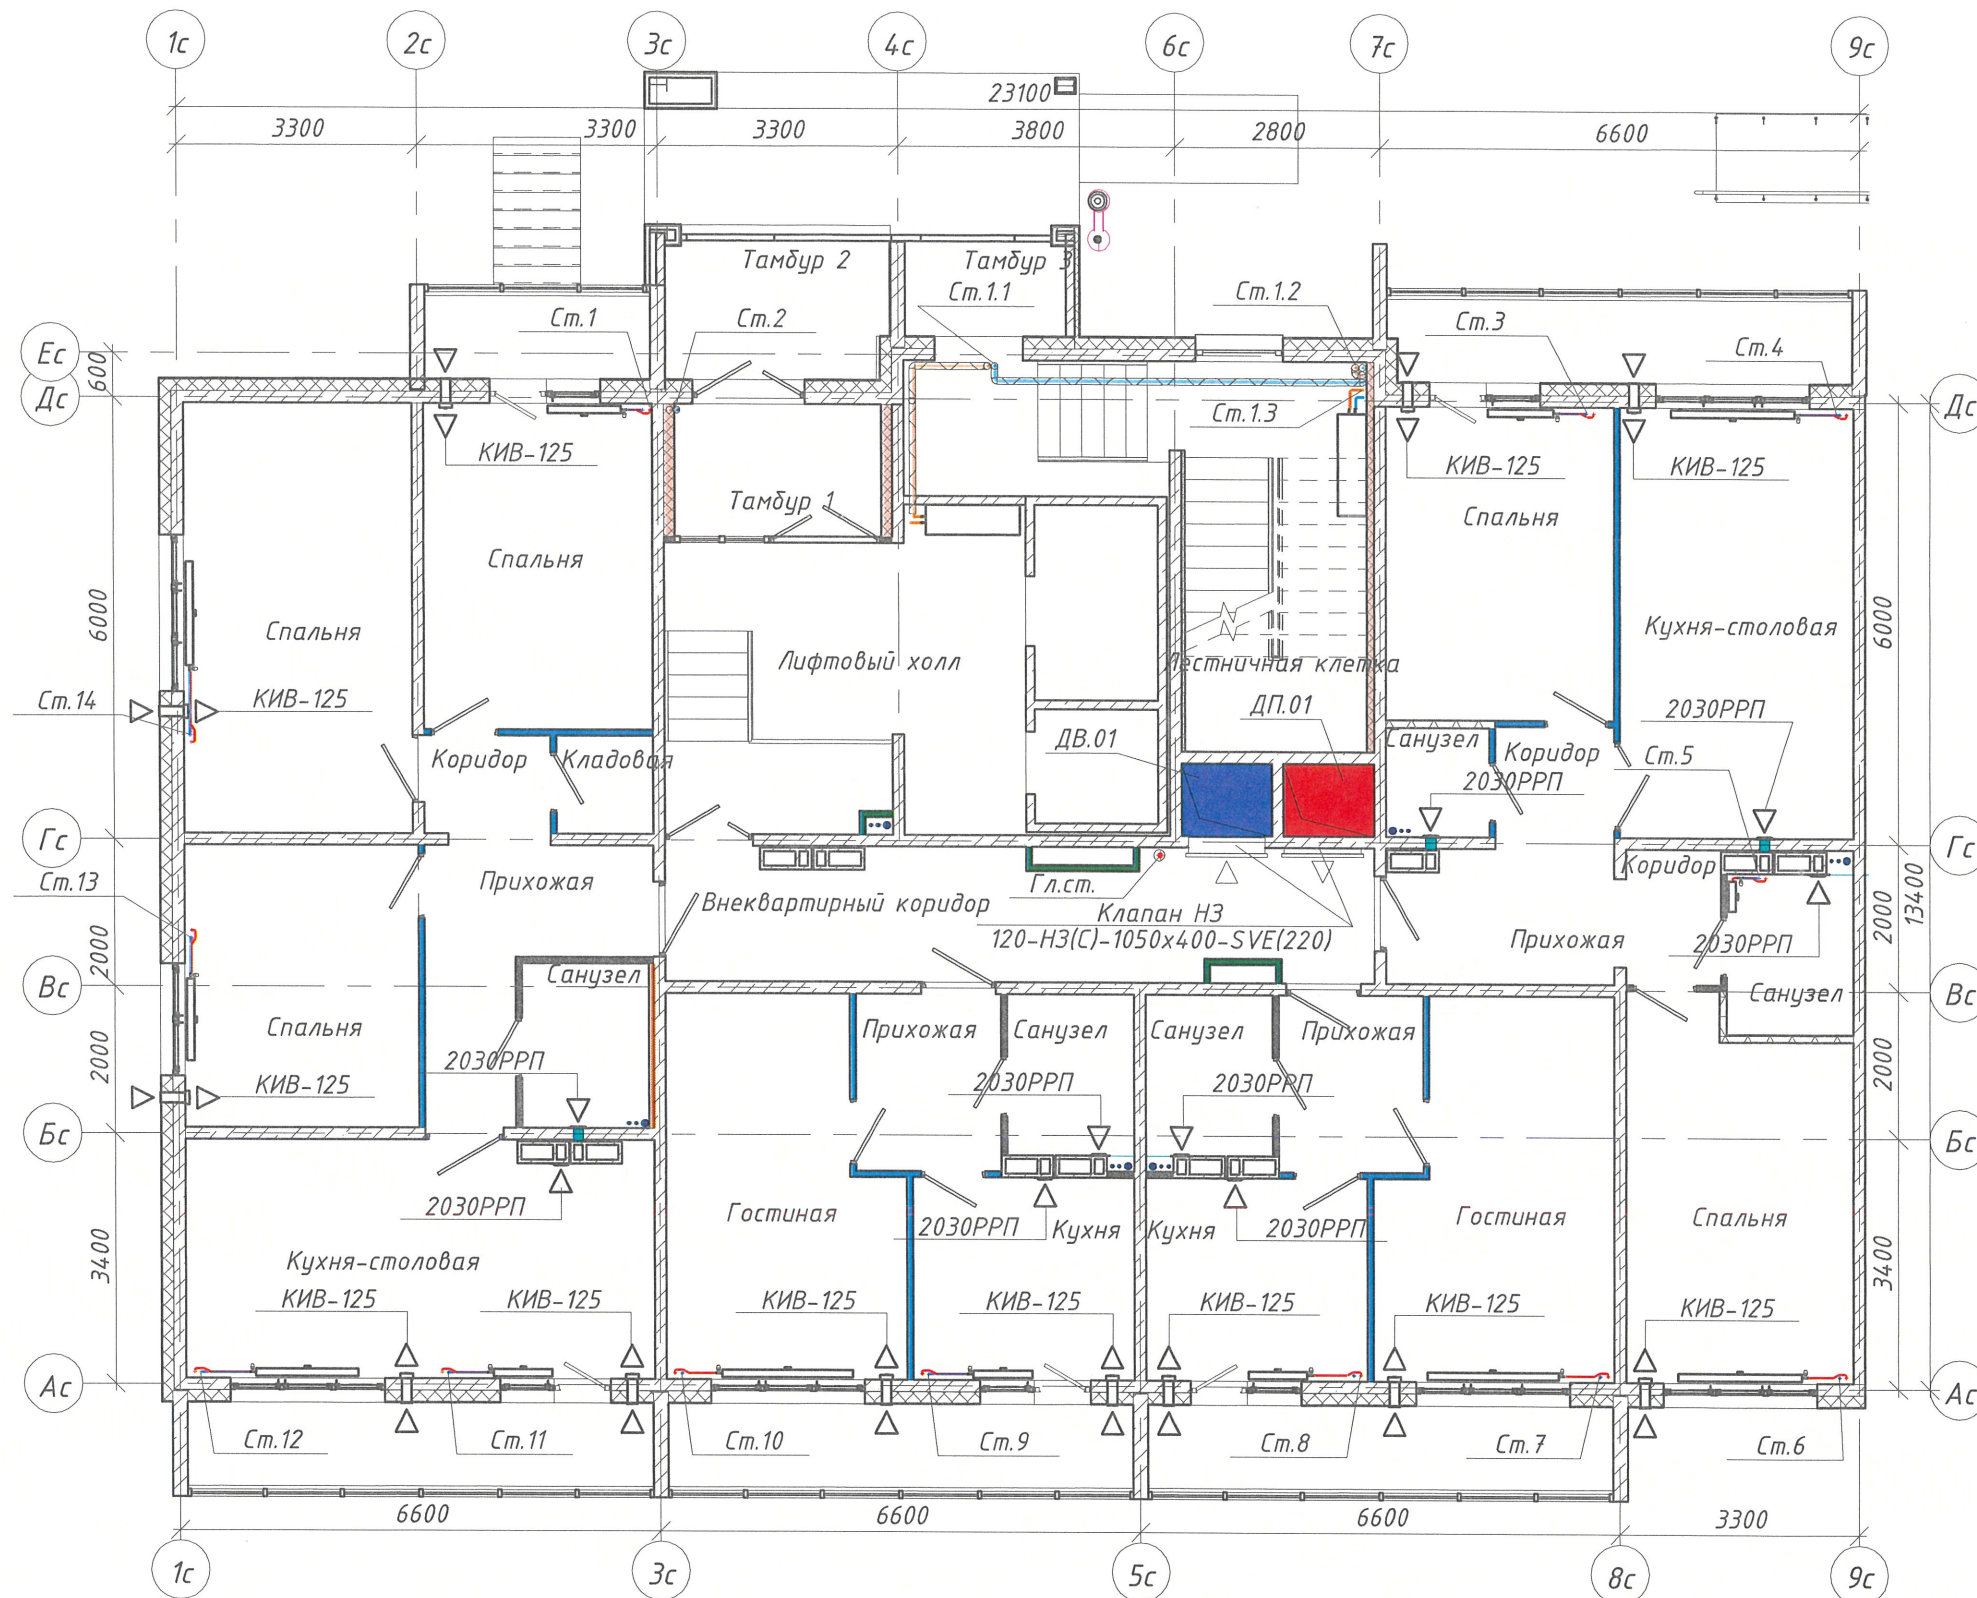 1с 2с 3с 4с 6с 7с 9с
23100
3300 3300 3300 3800 2800 6600
Тамбур 2
Тамбур 3
Ст.1.1
Ст.1.2
Ст.1
Ст.2
Ст.3
Ст.4
Ес
600
Дс
Дс
Ст.1.3
КИВ-125
КИВ-125
КИВ-125
Тамбур 1
Спальня
Спальня
6000
Спальня
Кухня-столовая
6000
Лифтовый холл
Лестничная клетка
Ст.14
КИВ-125
ДП.01
2030РРП
ДВ.01
Санузел
Коридор
Ст.5
Коридор
Кладовая
2030РРП
Гс
Гс
Ст.13
Прихожая
Гл.ст.
Коридор
Внеквартирный коридор
Клапан НЗ
120-НЗ(С)-1050х400-SVE(220)
Прихожая
2030РРП
2000
2000
13400
Вс
Санузел
Санузел
Вс
Спальня
Прихожая
Санузел
Санузел
Прихожая
2000
2030РРП
2030РРП
2030РРП
2000
КИВ-125
Бс
Бс
2030РРП
Гостиная
2030РРП
Кухня
Кухня
2030РРП
Гостиная
Спальня
3400
Кухня-столовая
3400
КИВ-125
КИВ-125
КИВ-125
КИВ-125
КИВ-125
КИВ-125
КИВ-125
Ас
Ас
Ст.12
Ст.11
Ст.10
Ст.9
Ст.8
Ст.7
Ст.6
6600 6600 6600 3300
1с 3с 5с 8с 9с